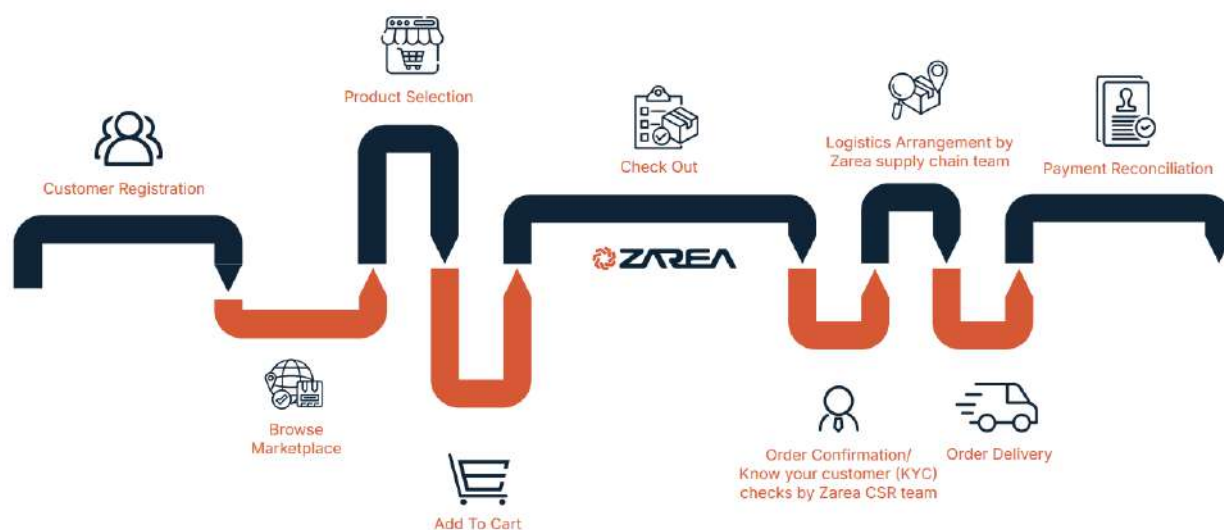 Customer Registration
Browse
Marketplace
Product Selection
Add To Cart
Check Out
ZAREA
Order Confirmation/
Know your customer (KYC)
checks by Zarea CSR team
Logistics Arrangement by
Zarea supply chain team
Order Delivery
Payment Reconciliation